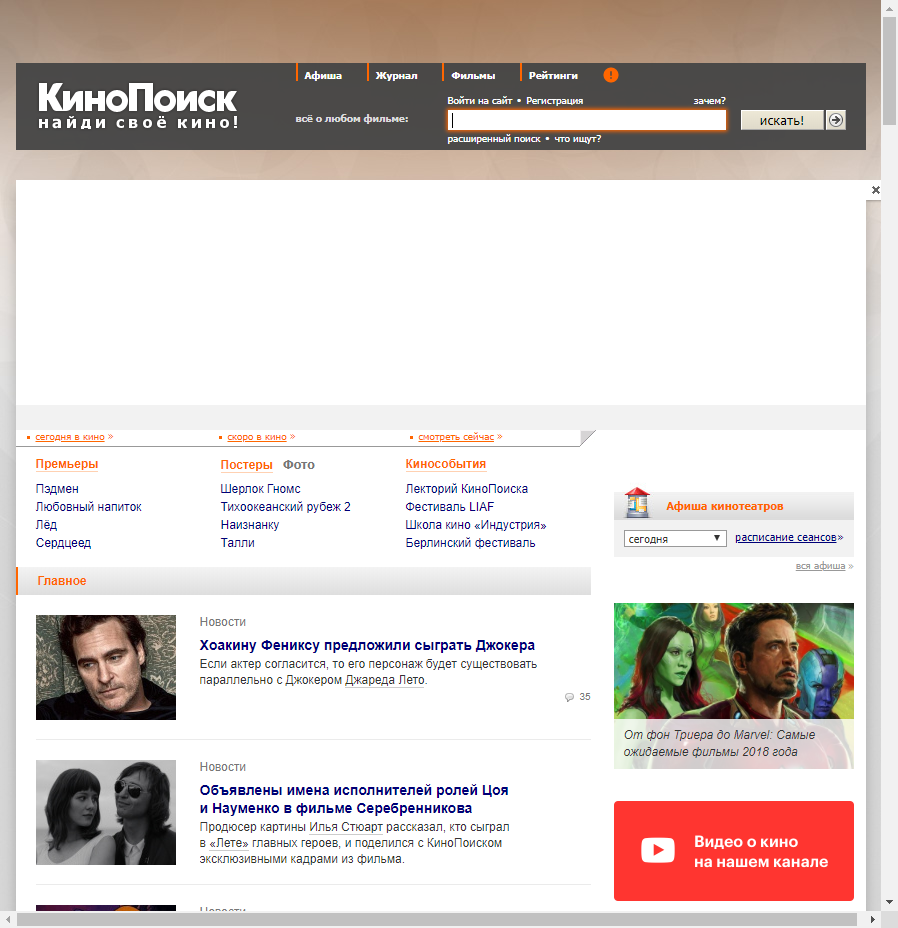 Афиша
Журнал
Фильмы
Рейтинги
!
КиноПоиск
найди своё кино!
Войти на сайт • Регистрация
зачем?
всё о любом фильме:
искать!
расширенный поиск • что ищут?
сегодня в кино »
скоро в кино »
смотреть сейчас »
Премьеры
Пэдмен
Любовный напиток
Лёд
Сердцеед
Постеры Фото
Шерлок Гномс
Тихоокеанский рубеж 2
Наизнанку
Талли
Кинособытия
Лекторий КиноПоиска
Фестиваль LIAF
Школа кино «Индустрия»
Берлинский фестиваль
Афиша кинотеатров
сегодня
расписание сеансов»
вся афиша »
Главное
Новости
Хоакину Фениксу предложили сыграть Джокера
Если актер согласится, то его персонаж будет существовать
параллельно с Джокером Джареда Лето.
35
Новости
Объявлены имена исполнителей ролей Цоя
и Науменко в фильме Серебренникова
Продюсер картины Илья Стюарт рассказал, кто сыграл
в «Лете» главных героев, и поделился с КиноПоиском
эксклюзивными кадрами из фильма.
Новости
От фон Триера до Marvel: Самые
ожидаемые фильмы 2018 года
Видео о кино
на нашем канале